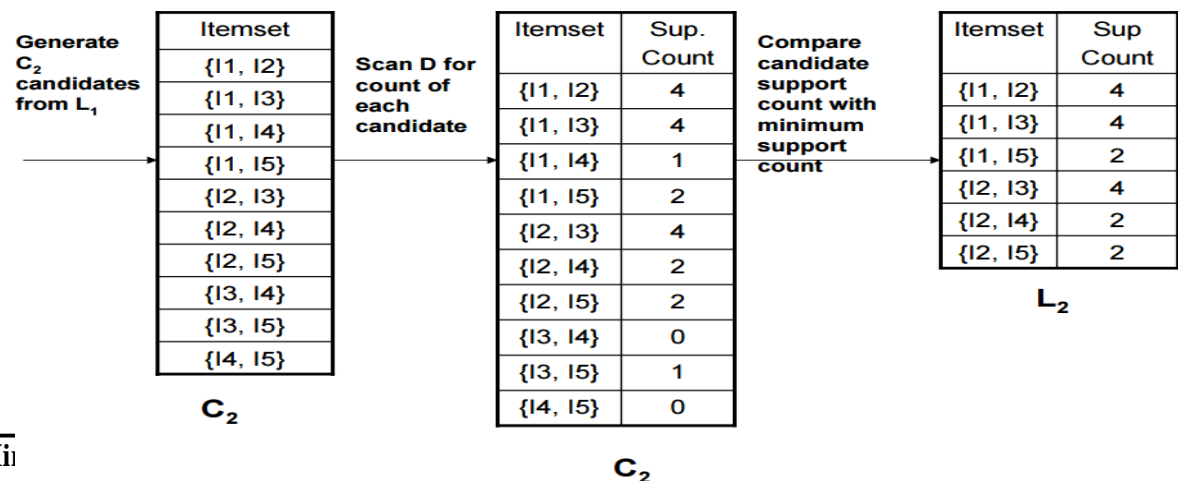 Generate
C₂
candidates
from L₁
Itemset
{I1, I2}
{I1, I3}
{I1, I4}
{I1, I5}
{I2, I3}
{I2, I4}
{I2, I5}
{I3, I4}
{I3, I5}
{I4, I5}
C₂
Scan D for
count of
each
candidate
Itemset Sup.
Count
{I1, I2} 4
{I1, I3} 4
{I1, I4} 1
{I1, I5} 2
{I2, I3} 4
{I2, I4} 2
{I2, I5} 2
{I3, I4} 0
{I3, I5} 1
{I4, I5} 0
C₂
Compare
candidate
support
count with
minimum
support
count
Itemset Sup
Count
{I1, I2} 4
{I1, I3} 4
{I1, I5} 2
{I2, I3} 4
{I2, I4} 2
{I2, I5} 2
L₂